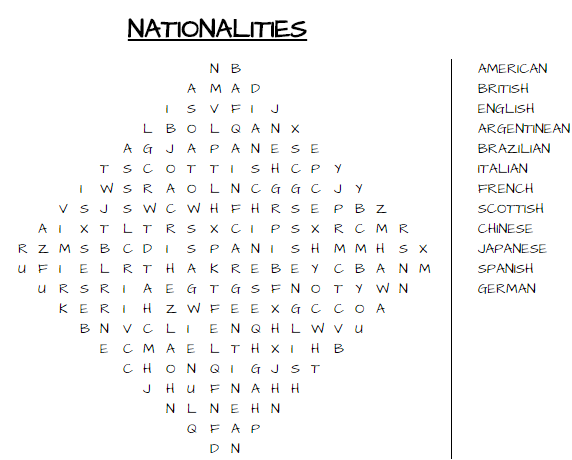 NATIONALITIES
N B
A M A D
I S V F I J
L B O L Q A N X
A G J A P A N E S E
T S C O T T I S H C P Y
I W S R A O L N C G G C J Y
V S J S W C W H F H R S E P B Z
A I X T L T R S X C I P S X R C M R
R Z M S B C D I S P A N I S H M M H S X
U F I E L R T H A K R E B E Y C B A N M
U R S R I A E G T G S F N O T Y W N
K E R I H Z W F E E X G C C O A
B N V C L I E N Q H L W V U
E C M A E L T H X I H B
C H O N Q I G J S T
J H U F N A H H
N L N E H N
Q F A P
D N
AMERICAN
BRITISH
ENGLISH
ARGENTINEAN
BRAZILIAN
ITALIAN
FRENCH
SCOTTISH
CHINESE
JAPANESE
SPANISH
GERMAN